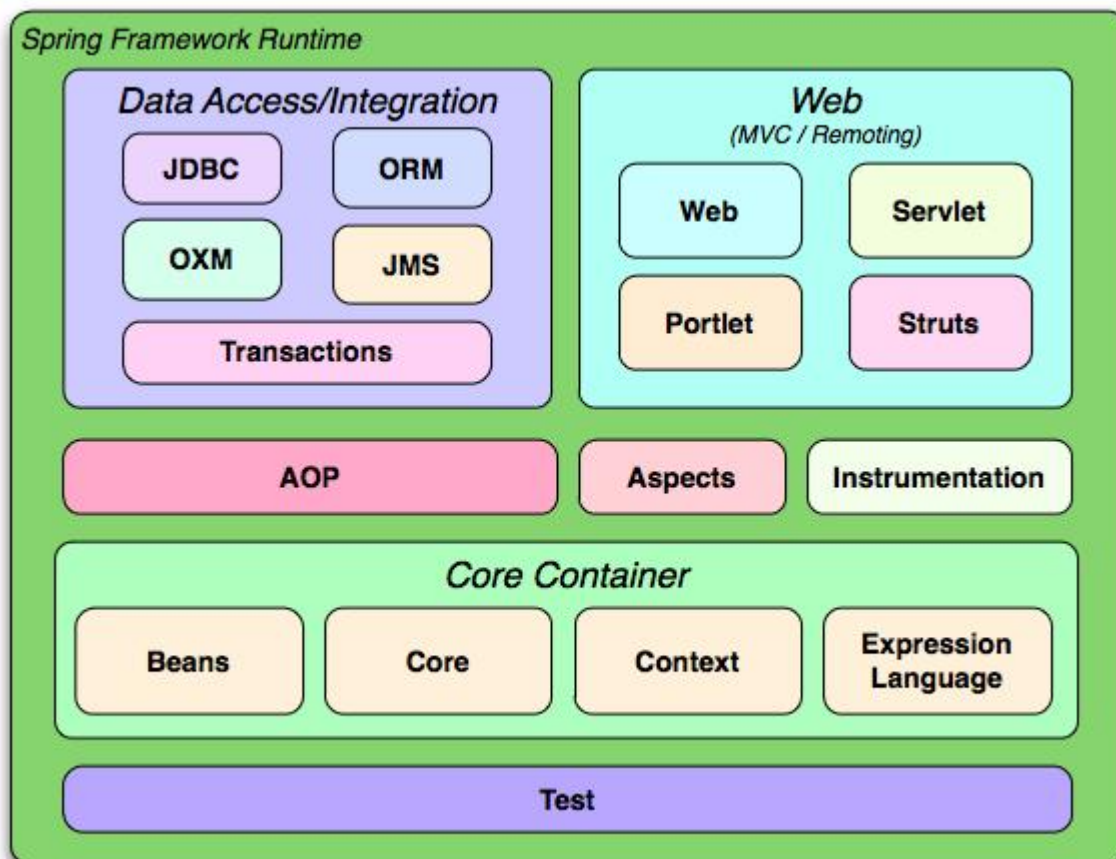 Spring Framework Runtime
Data Access/Integration
JDBC
ORM
OXM
JMS
Transactions
Web
(MVC / Remoting)
Web
Servlet
Portlet
Struts
AOP
Aspects
Instrumentation
Core Container
Beans
Core
Context
Expression
Language
Test